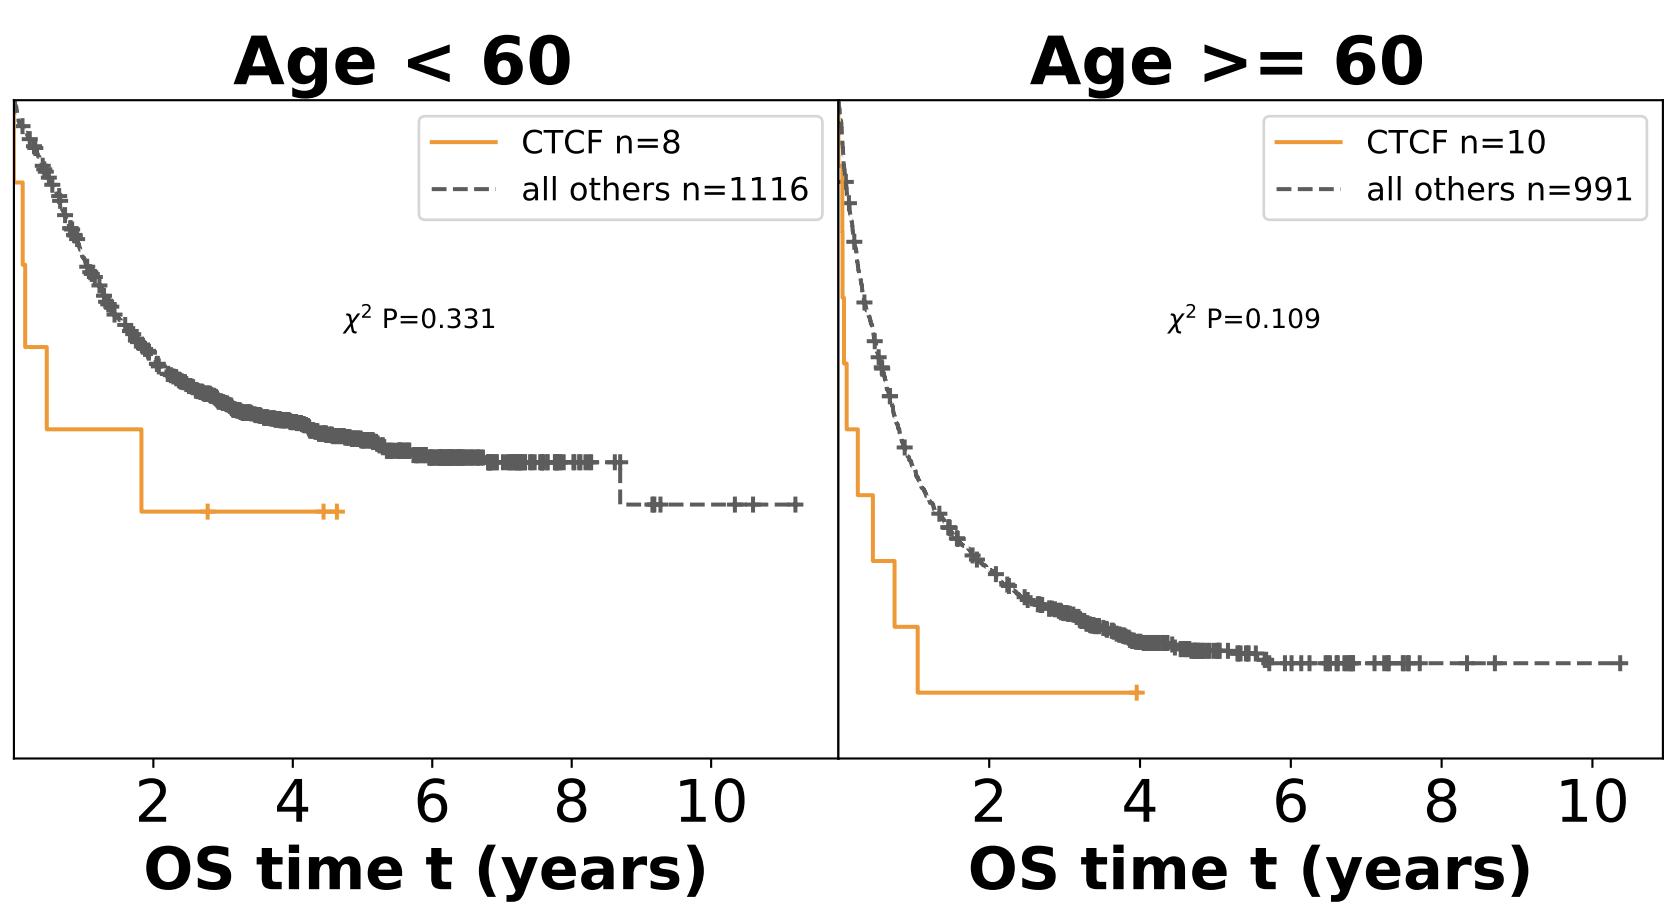 Age < 60
CTCF n=8
all others n=1116
χ² P=0.331
2 4 6 8 10
OS time t (years)
Age >= 60
CTCF n=10
all others n=991
χ² P=0.109
2 4 6 8 10
OS time t (years)